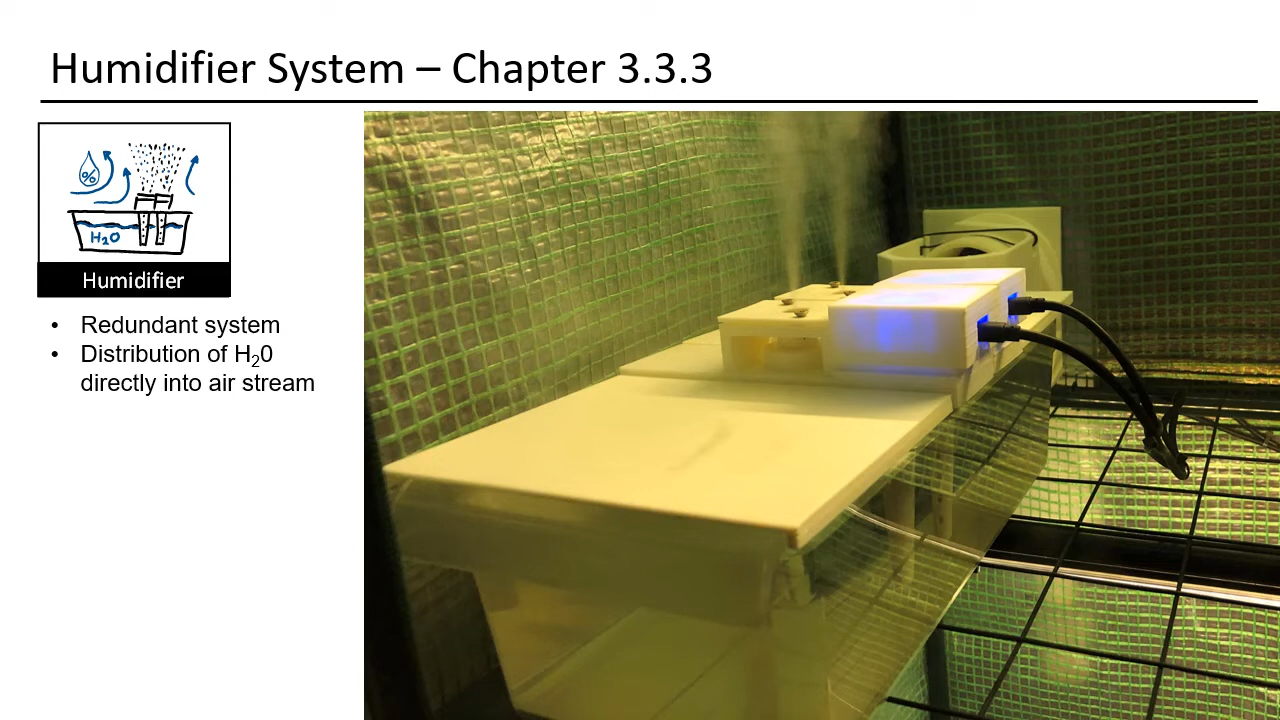 Humidifier System – Chapter 3.3.3
%
H₂O
Humidifier
• Redundant system
• Distribution of H₂0
directly into air stream